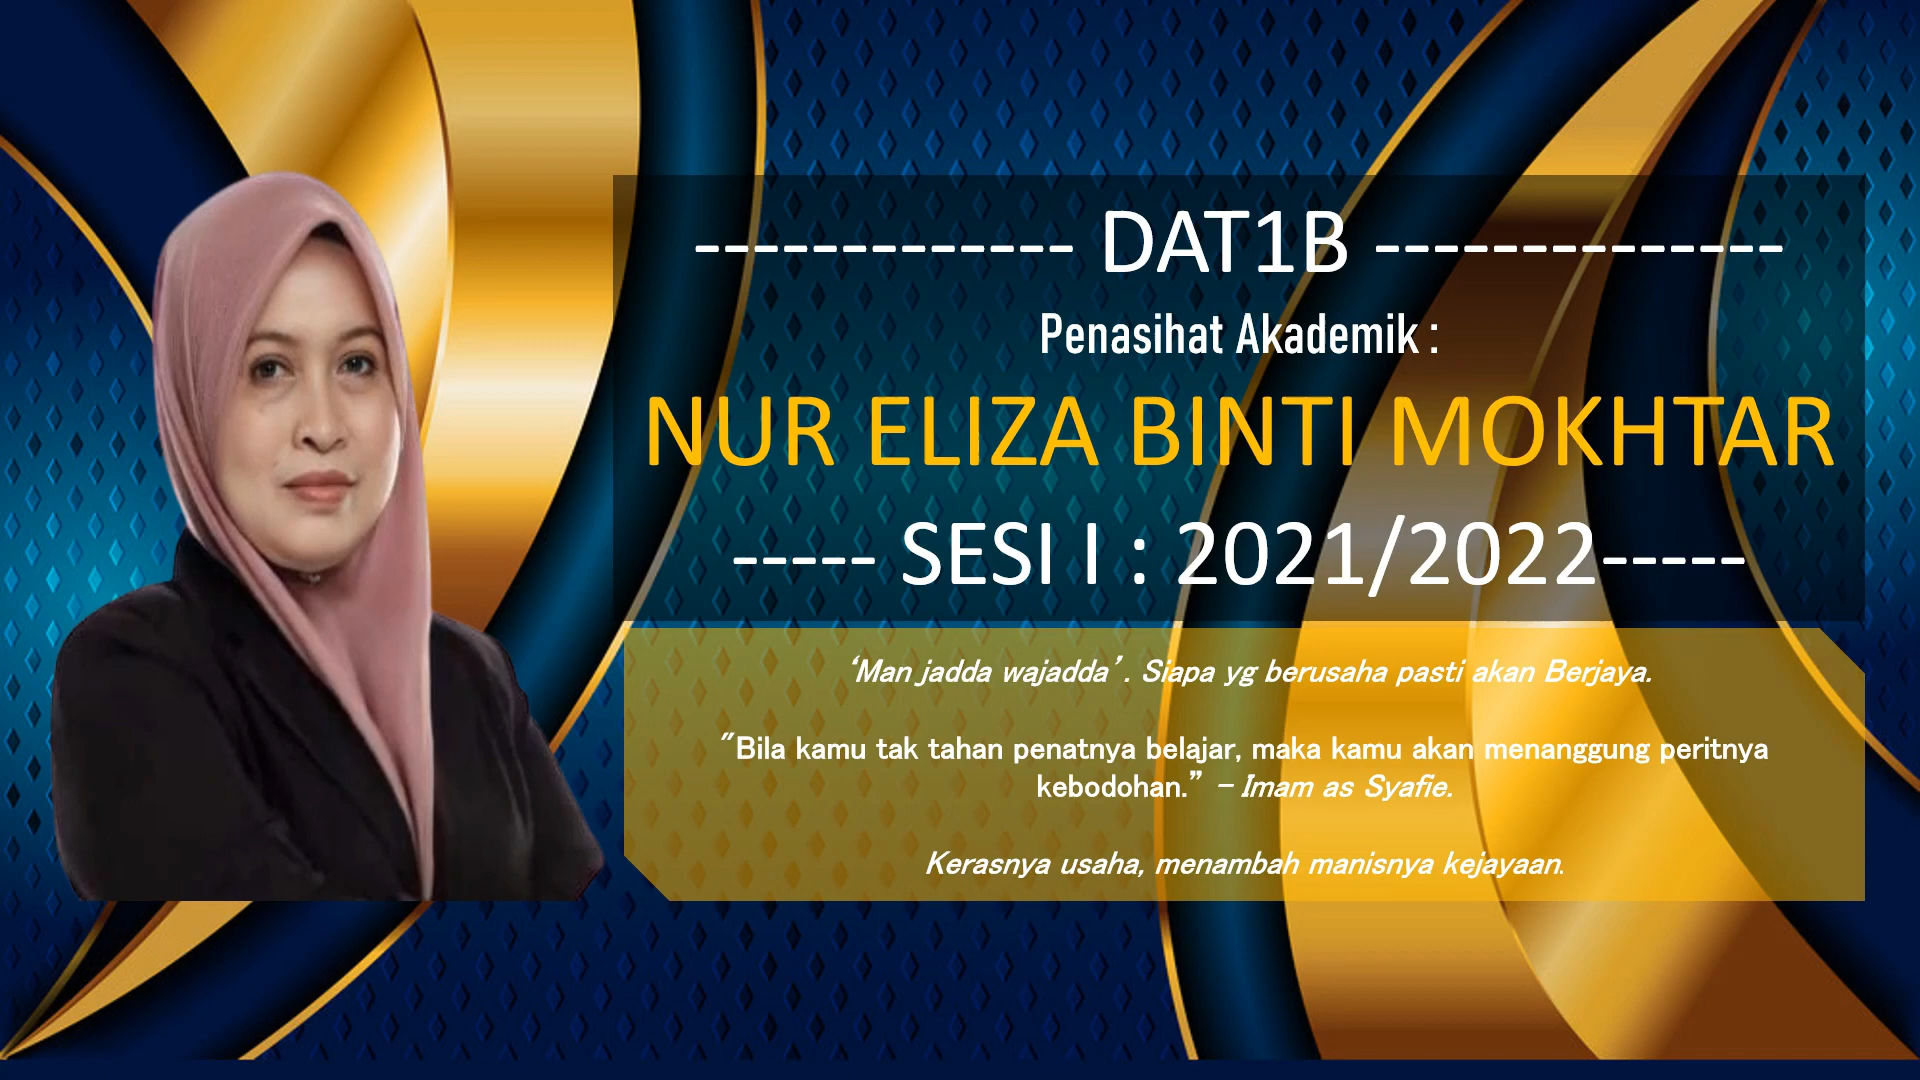 ------------- DAT1B --------------
Penasihat Akademik :
NUR ELIZA BINTI MOKHTAR
----- SESI I : 2021/2022-----
‘Man jadda wajadda’. Siapa yg berusaha pasti akan Berjaya.
"Bila kamu tak tahan penatnya belajar, maka kamu akan menanggung peritnya
kebodohan.” – Imam as Syafie.
Kerasnya usaha, menambah manisnya kejayaan.